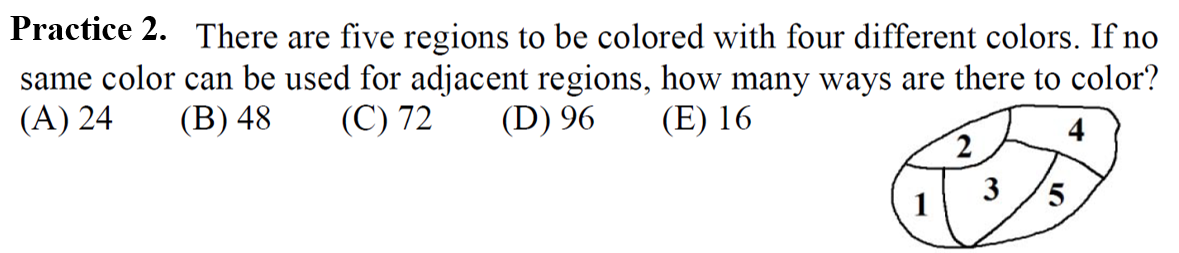 Practice 2. There are five regions to be colored with four different colors. If no
same color can be used for adjacent regions, how many ways are there to color?
(A) 24 (B) 48 (C) 72 (D) 96 (E) 16
4
2
3
5
1